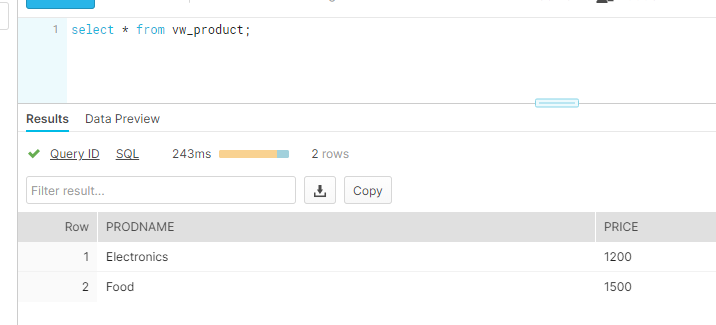 1 select * from vw_product;
Results Data Preview
Query ID SQL 243ms 2 rows
Filter result... Copy
Row PRODNAME PRICE
1 Electronics 1200
2 Food 1500